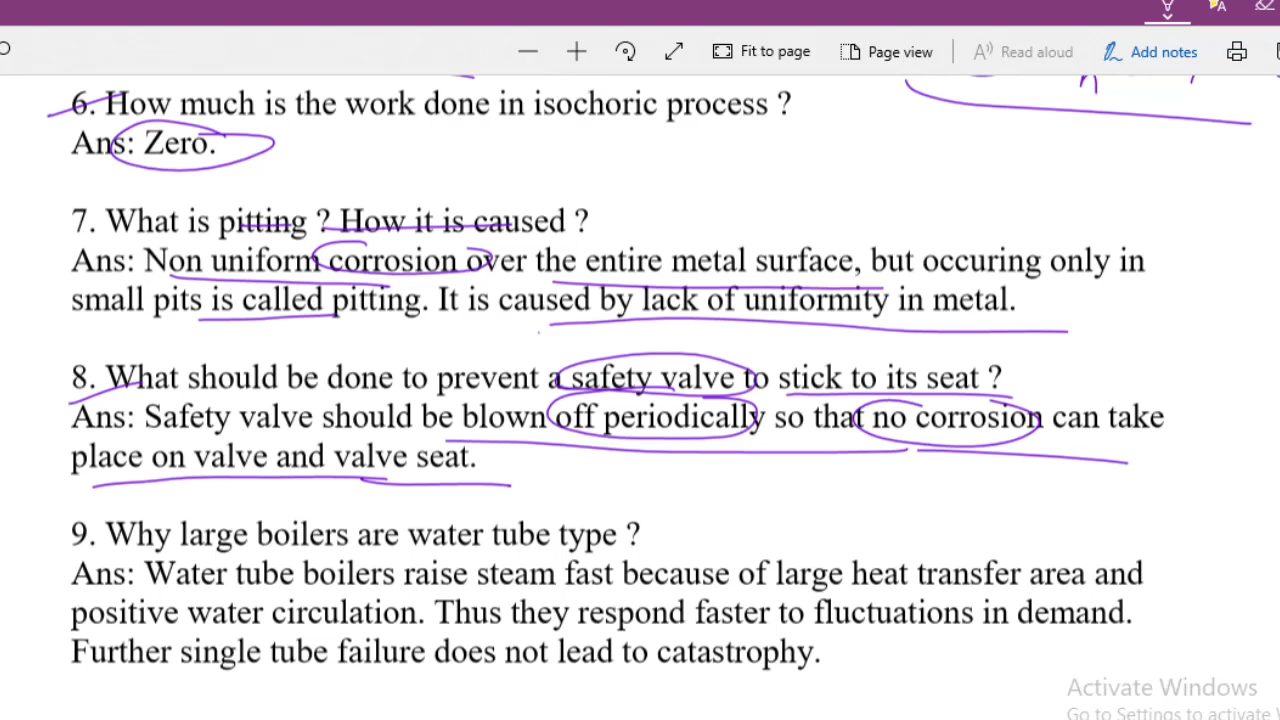 Fit to page
Page view
Read aloud
Add notes
6. How much is the work done in isochoric process ?
Ans: Zero.
7. What is pitting ? How it is caused ?
Ans: Non uniform corrosion over the entire metal surface, but occuring only in
small pits is called pitting. It is caused by lack of uniformity in metal.
8. What should be done to prevent a safety valve to stick to its seat ?
Ans: Safety valve should be blown off periodically so that no corrosion can take
place on valve and valve seat.
9. Why large boilers are water tube type ?
Ans: Water tube boilers raise steam fast because of large heat transfer area and
positive water circulation. Thus they respond faster to fluctuations in demand.
Further single tube failure does not lead to catastrophy.
Activate Windows
Go to Settings to activate